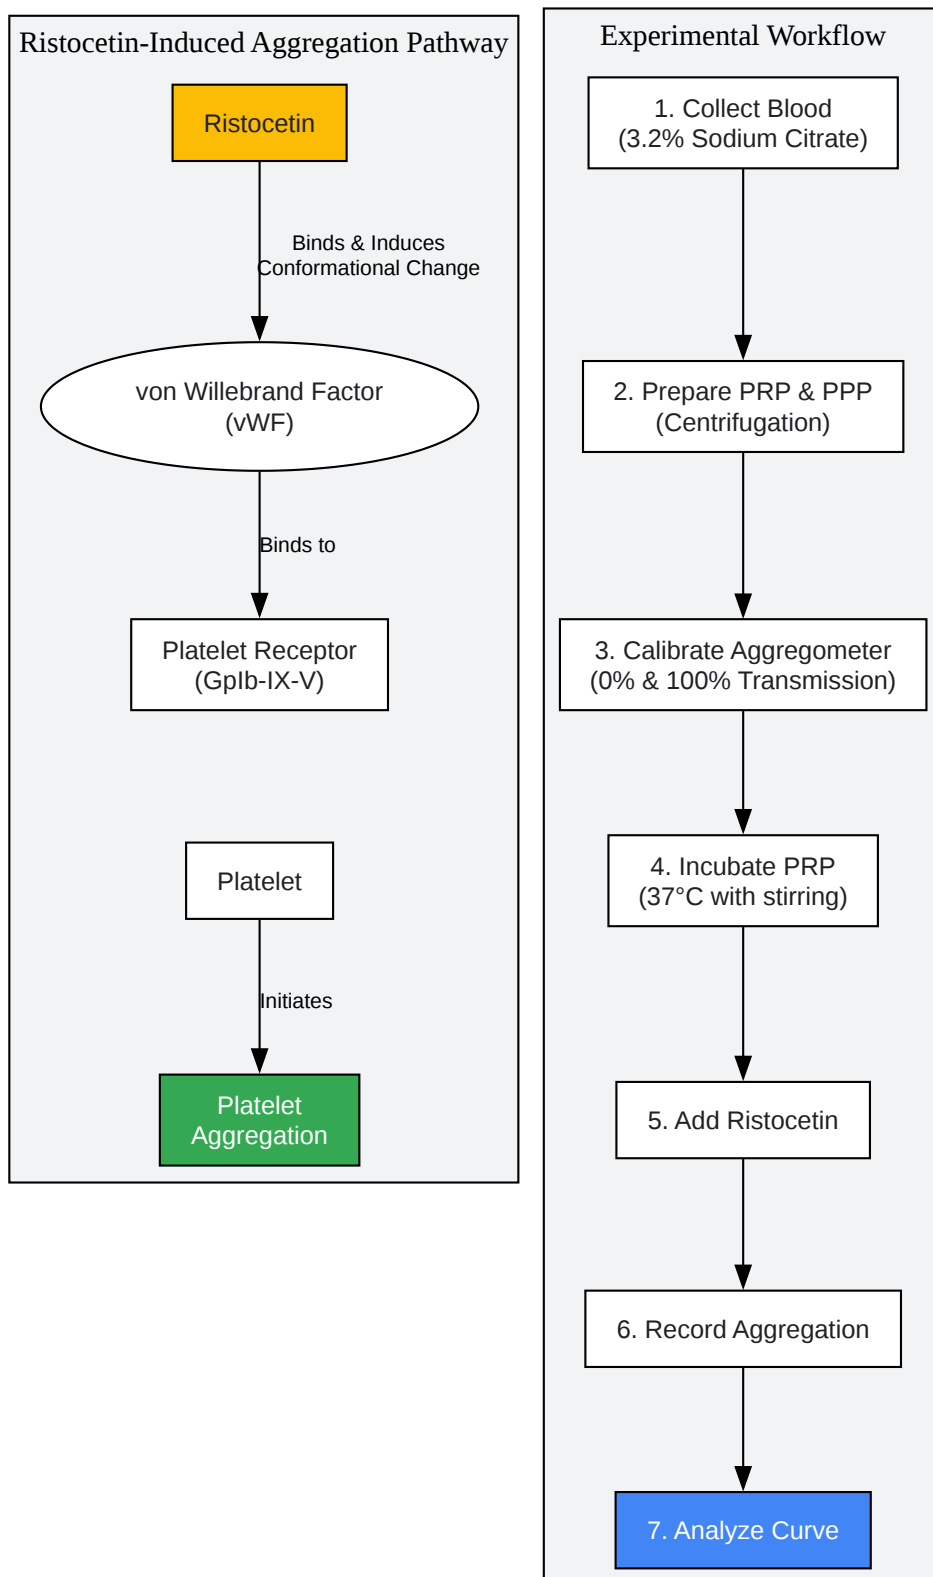 Ristocetin-Induced Aggregation Pathway
Ristocetin
Binds & Induces
Conformational Change
von Willebrand Factor
(vWF)
Binds to
Platelet Receptor
(GpIb-IX-V)
Platelet
Initiates
Platelet
Aggregation
Experimental Workflow
1. Collect Blood
(3.2% Sodium Citrate)
2. Prepare PRP & PPP
(Centrifugation)
3. Calibrate Aggregometer
(0% & 100% Transmission)
4. Incubate PRP
(37°C with stirring)
5. Add Ristocetin
6. Record Aggregation
7. Analyze Curve